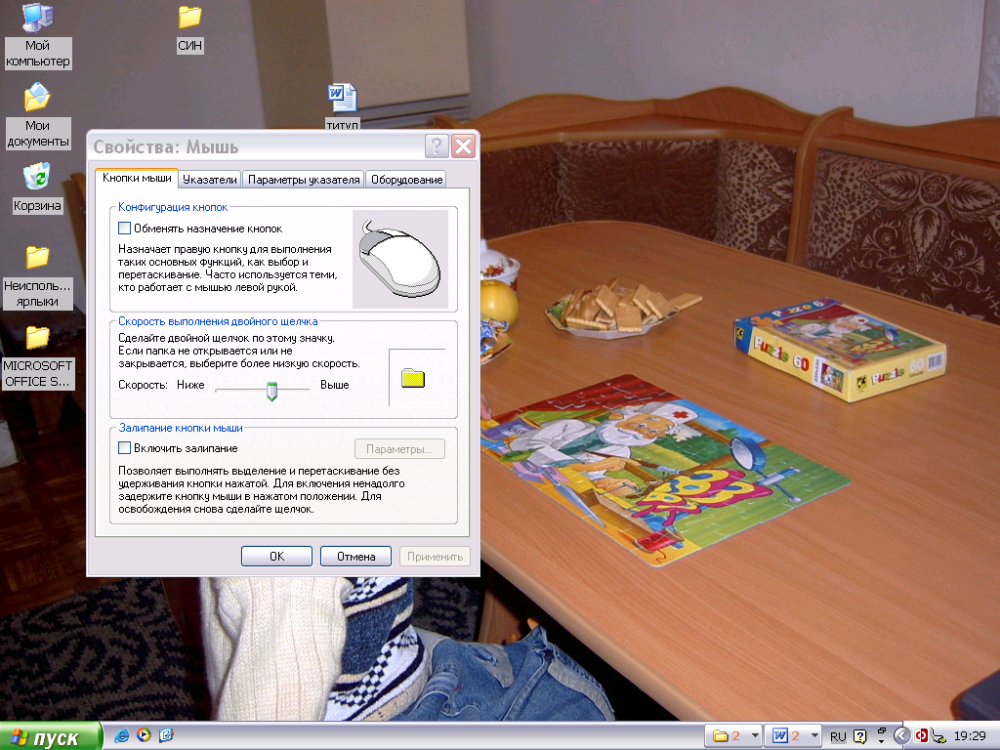 Мой
компьютер
СИН
Мои
документы
титул
Корзина
Неисполь...
ярлыки
MICROSOFT
OFFICE S...
Свойства: Мышь
Кнопки мыши
Указатели
Параметры указателя
Оборудование
Конфигурация кнопок
Обменять назначение кнопок
Назначает правую кнопку для выполнения
таких основных функций, как выбор и
перетаскивание. Часто используется теми,
кто работает с мышью левой рукой.
Скорость выполнения двойного щелчка
Сделайте двойной щелчок по этому значку.
Если папка не открывается или не
закрывается, выберите более низкую скорость.
Скорость: Ниже Выше
Залипание кнопки мыши
Включить залипание
Параметры...
Позволяет выполнять выделение и перетаскивание без
удерживания кнопки нажатой. Для включения ненадолго
задержите кнопку мыши в нажатом положении. Для
освобождения снова сделайте щелчок.
ОК
Отмена
Применить
Puzzle 60
Puzzle 60
пуск
2
2
RU
19:29